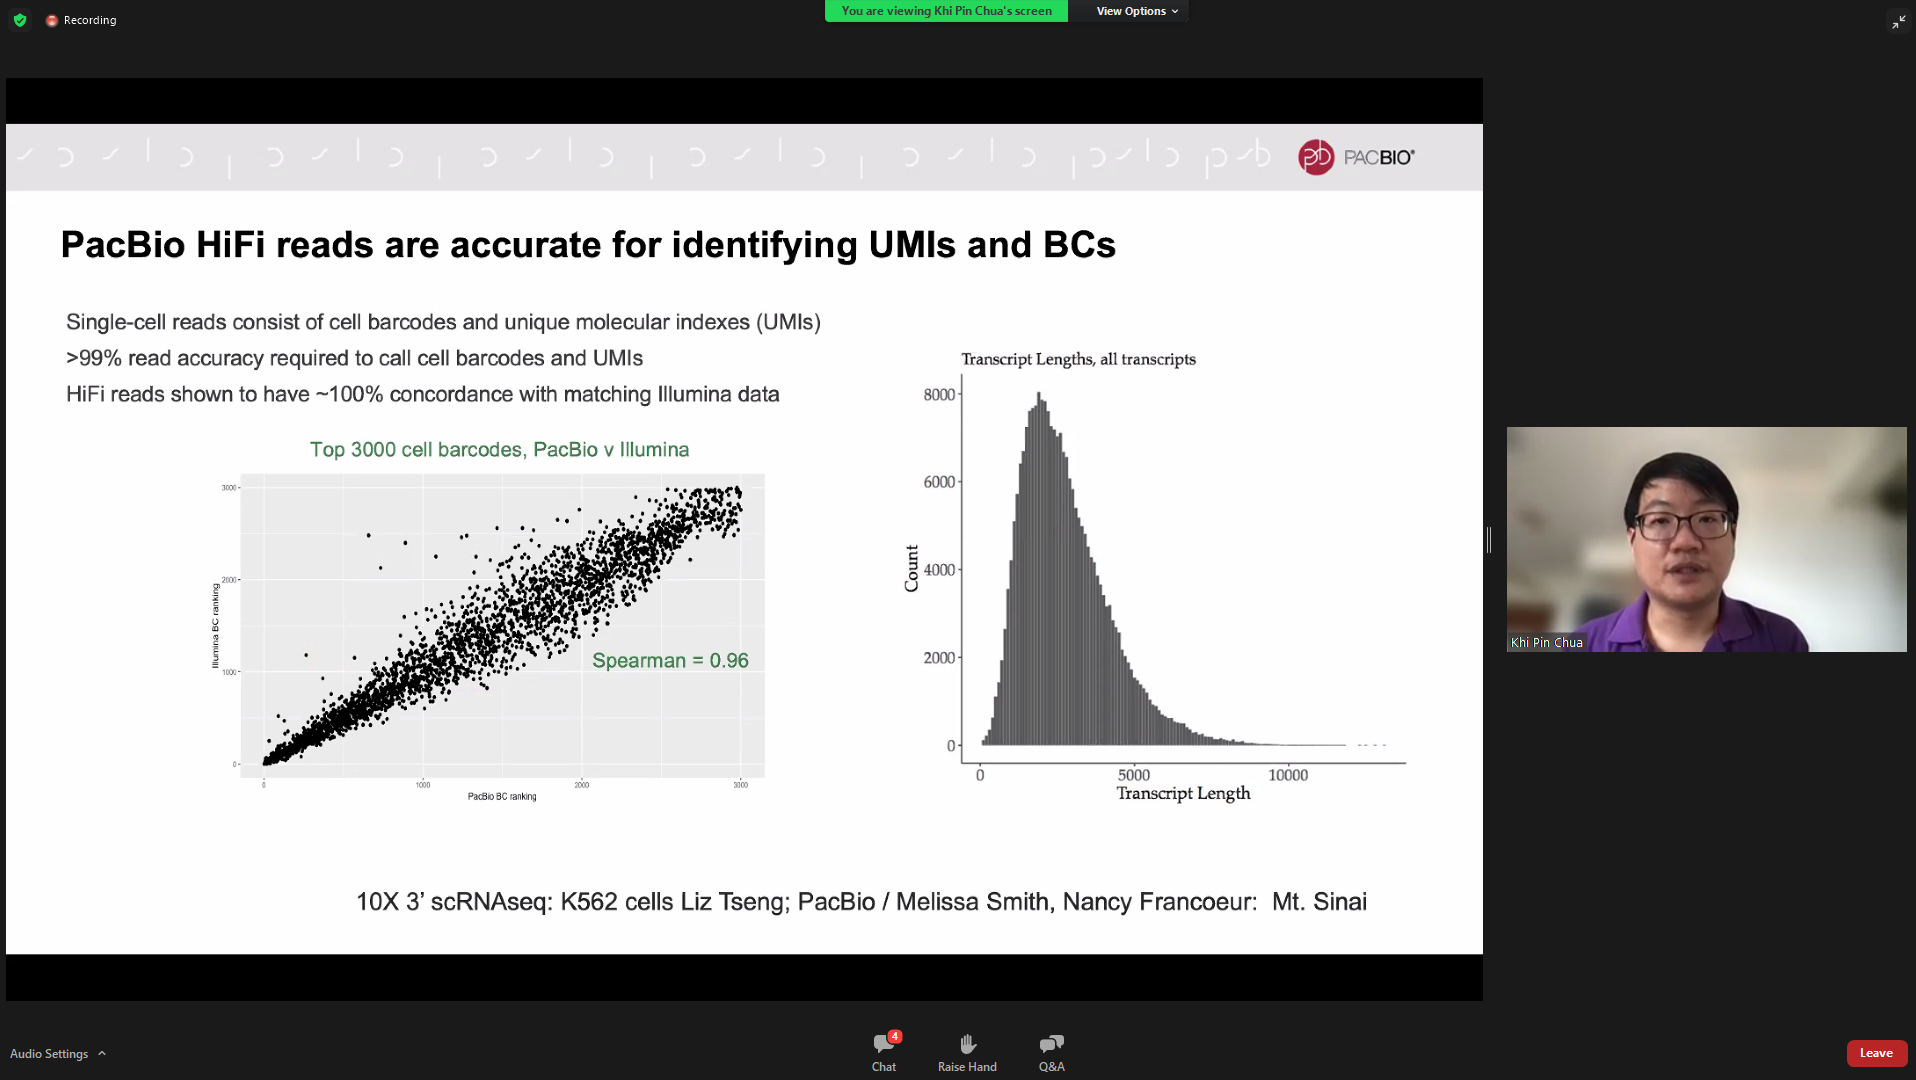 Recording
You are viewing Khi Pin Chua's screen
View Options
PACBIO®
PacBio HiFi reads are accurate for identifying UMIs and BCs
Single-cell reads consist of cell barcodes and unique molecular indexes (UMIs)
>99% read accuracy required to call cell barcodes and UMIs
HiFi reads shown to have ~100% concordance with matching Illumina data
Top 3000 cell barcodes, PacBio v Illumina
3000
2000
1000
0
Illumina BC ranking
Spearman = 0.96
0 1000 2000 3000
PacBio BC ranking
Transcript Lengths, all transcripts
8000
6000
4000
2000
0
Count
0 5000 10000
Transcript Length
10X 3’ scRNAseq: K562 cells Liz Tseng; PacBio / Melissa Smith, Nancy Francoeur: Mt. Sinai
Khi Pin Chua
Audio Settings
4
Chat
Raise Hand
Q&A
Leave